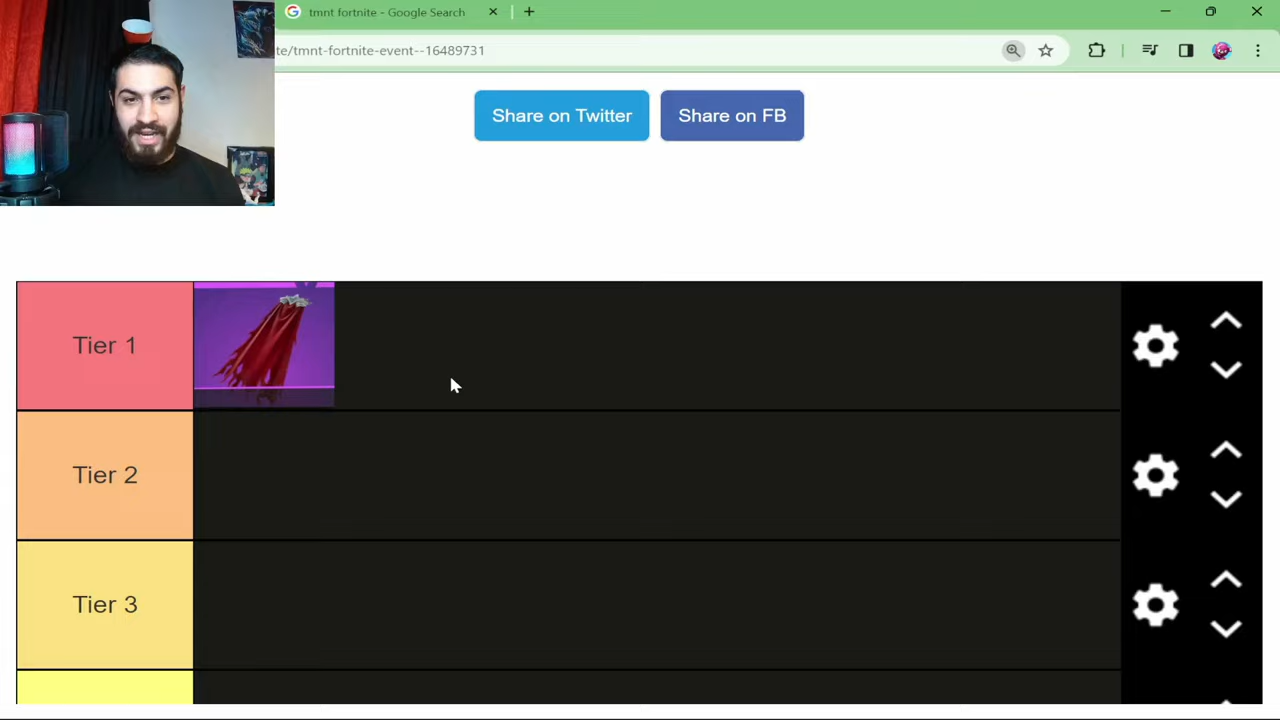 tmnt fortnite - Google Search
te/tmnt-fortnite-event--16489731
Share on Twitter
Share on FB
Tier 1
Tier 2
Tier 3